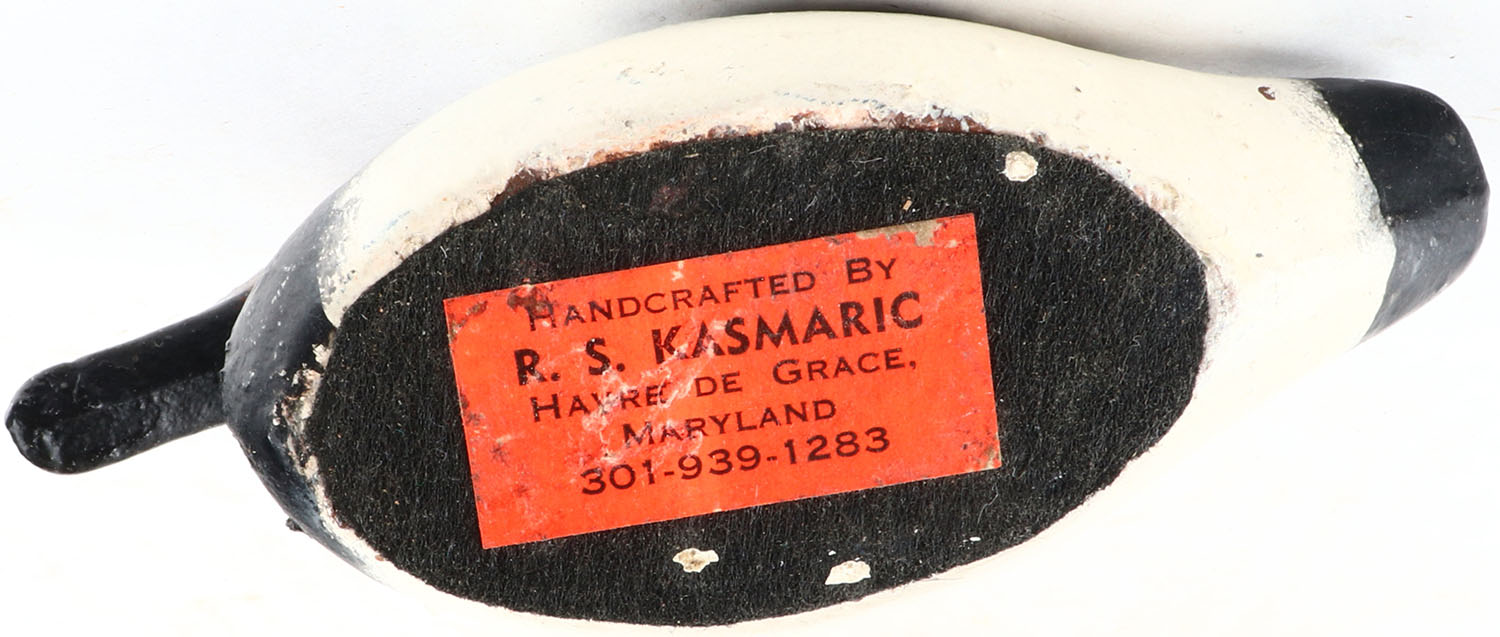 HANDCRAFTED BY
R. S. KASMARIC
HAVRE DE GRACE,
MARYLAND
301-939-1283